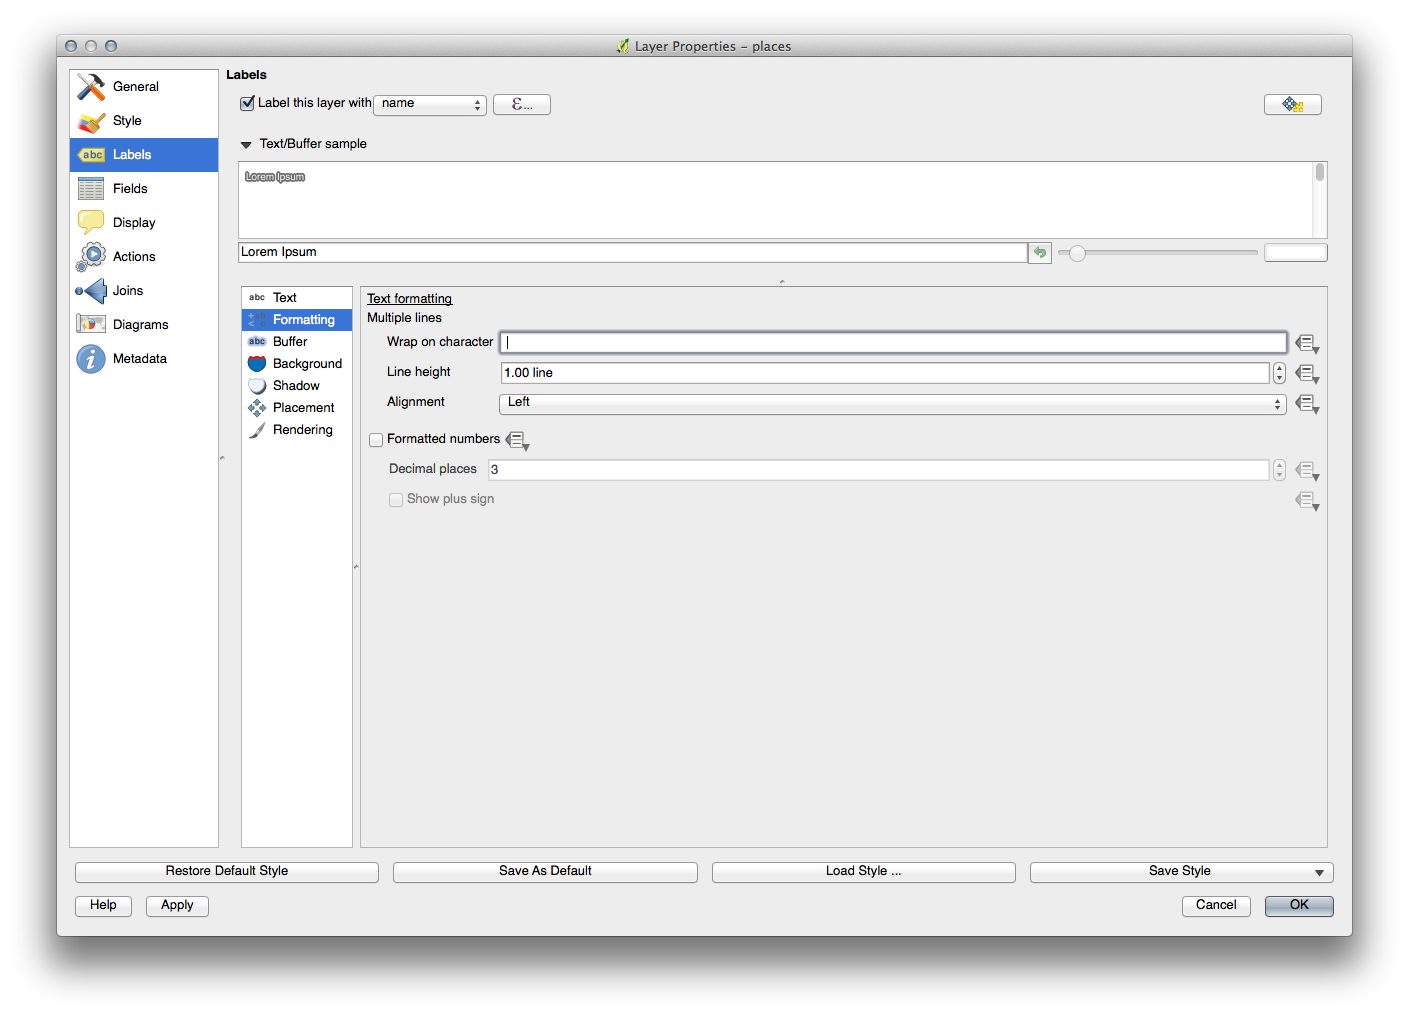 Layer Properties - places
General
Style
abc Labels
Fields
Display
Actions
Joins
Diagrams
Metadata
Labels
Label this layer with name ε...
Text/Buffer sample
Lorem Ipsum
Lorem Ipsum
abc Text
Formatting
abc Buffer
Background
Shadow
Placement
Rendering
Text formatting
Multiple lines
Wrap on character
Line height 1.00 line
Alignment Left
Formatted numbers
Decimal places 3
Show plus sign
Restore Default Style Save As Default Load Style ... Save Style
Help Apply Cancel OK